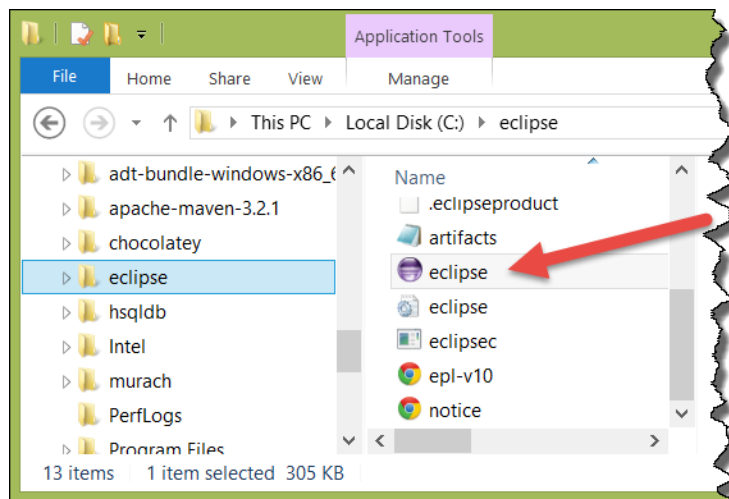 Application Tools
File Home Share View Manage
This PC Local Disk (C:) eclipse
adt-bundle-windows-x86_6
apache-maven-3.2.1
chocolatey
eclipse
hsqldb
Intel
murach
PerfLogs
Program Files
Name
.eclipseproduct
artifacts
eclipse
eclipse
eclipsec
epl-v10
notice
13 items 1 item selected 305 KB